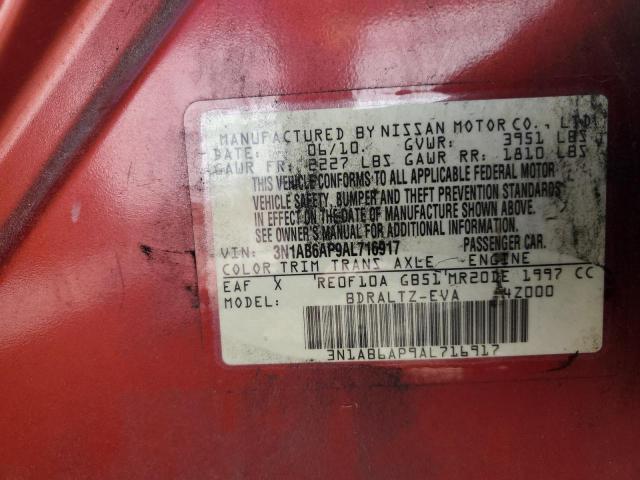 MANUFACTURED BY NISSAN MOTOR CO., LTD
DATE: 06/10 GVWR: 3951 LBS
GAWR FR: 2227 LBS GAWR RR: 1810 LBS
THIS VEHICLE CONFORMS TO ALL APPLICABLE FEDERAL MOTOR
VEHICLE SAFETY, BUMPER AND THEFT PREVENTION STANDARDS
IN EFFECT ON THE DATE OF MANUFACTURE SHOWN ABOVE.
SEE OWNER'S MANUAL FOR ADDITIONAL INFORMATION.
VIN: 3N1AB6AP9AL716917 PASSENGER CAR.
COLOR TRIM TRANS AXLE ENGINE
EAF X RE0F10A GB51 MR20DE 1997 CC
MODEL: BDRALTZ-EVA 4Z000
3N1AB6AP9AL716917